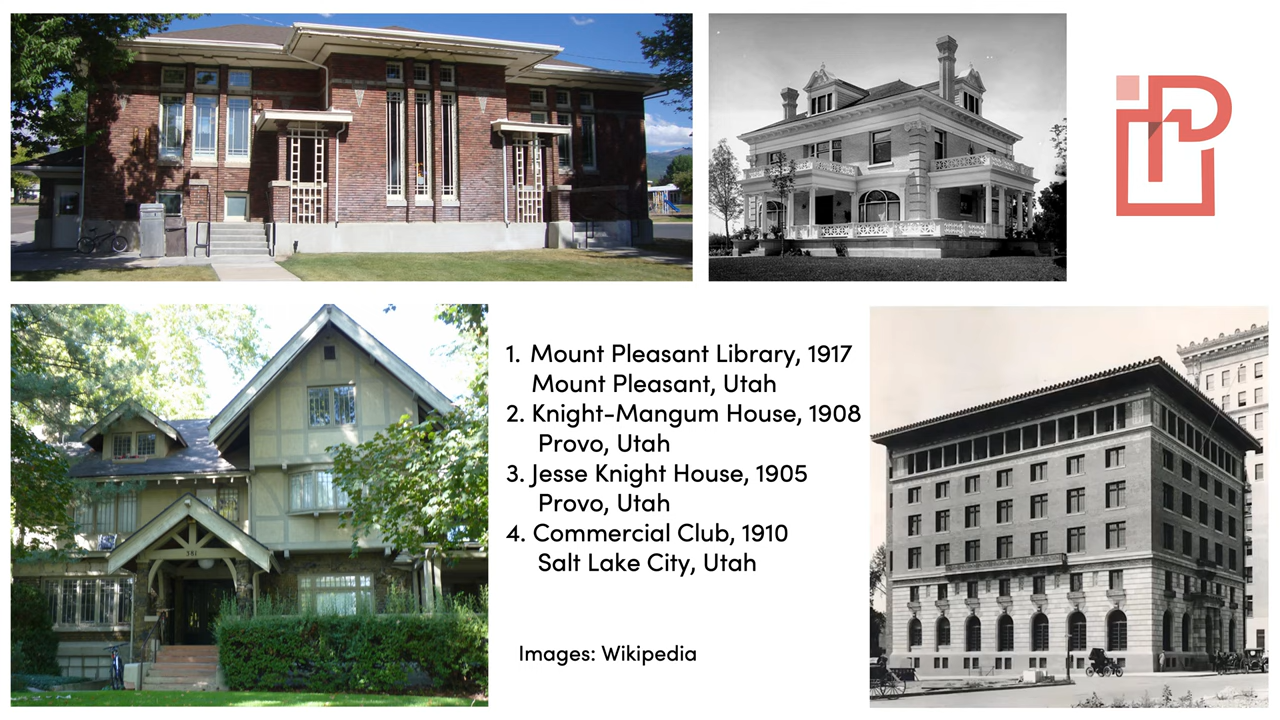 1. Mount Pleasant Library, 1917
Mount Pleasant, Utah
2. Knight-Mangum House, 1908
Provo, Utah
3. Jesse Knight House, 1905
Provo, Utah
4. Commercial Club, 1910
Salt Lake City, Utah
Images: Wikipedia
381